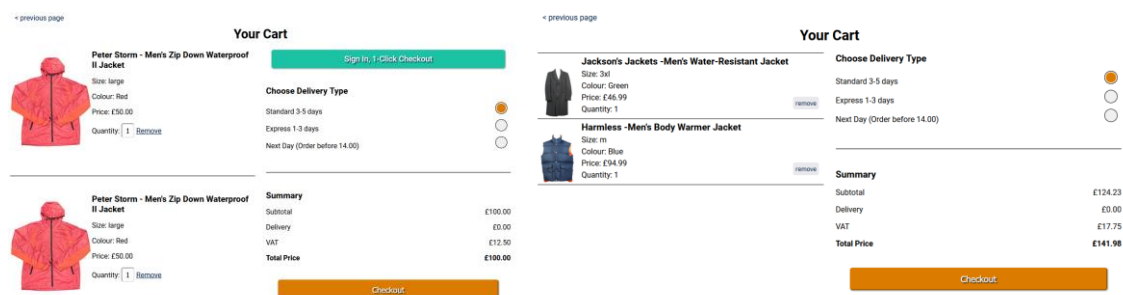 < previous page
Your Cart
Peter Storm - Men's Zip Down Waterproof
II Jacket
Size: large
Colour: Red
Price: £50.00
Quantity: 1 Remove
Peter Storm - Men's Zip Down Waterproof
II Jacket
Size: large
Colour: Red
Price: £50.00
Quantity: 1 Remove
Sign In, 1-Click Checkout
Choose Delivery Type
Standard 3-5 days
Express 1-3 days
Next Day (Order before 14.00)
Summary
Subtotal £100.00
Delivery £0.00
VAT £12.50
Total Price £100.00
Checkout
< previous page
Your Cart
Jackson's Jackets -Men's Water-Resistant Jacket
Size: 3xl
Colour: Green
Price: £46.99
Quantity: 1 remove
Harmless -Men's Body Warmer Jacket
Size: m
Colour: Blue
Price: £94.99
Quantity: 1 remove
Choose Delivery Type
Standard 3-5 days
Express 1-3 days
Next Day (Order before 14.00)
Summary
Subtotal £124.23
Delivery £0.00
VAT £17.75
Total Price £141.98
Checkout